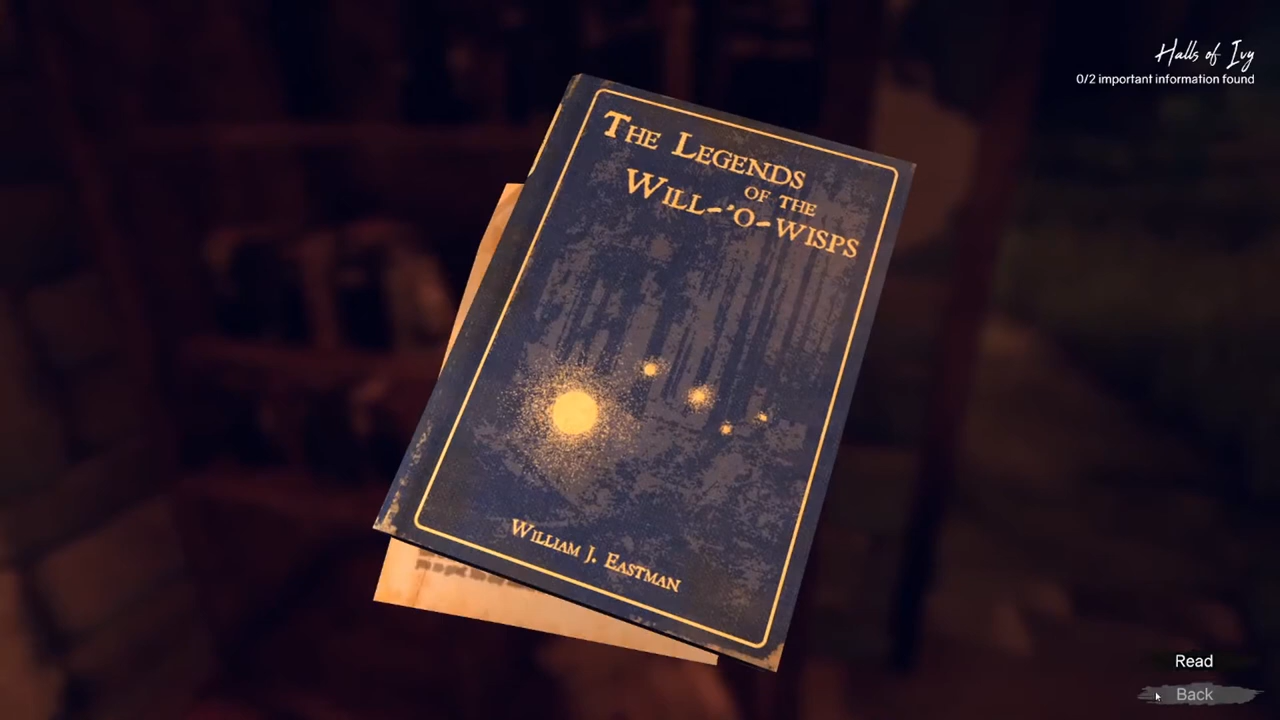 Halls of Ivy
0/2 important information found
THE LEGENDS
OF THE
WILL-'O-WISPS
WILLIAM J. EASTMAN
Read
Back